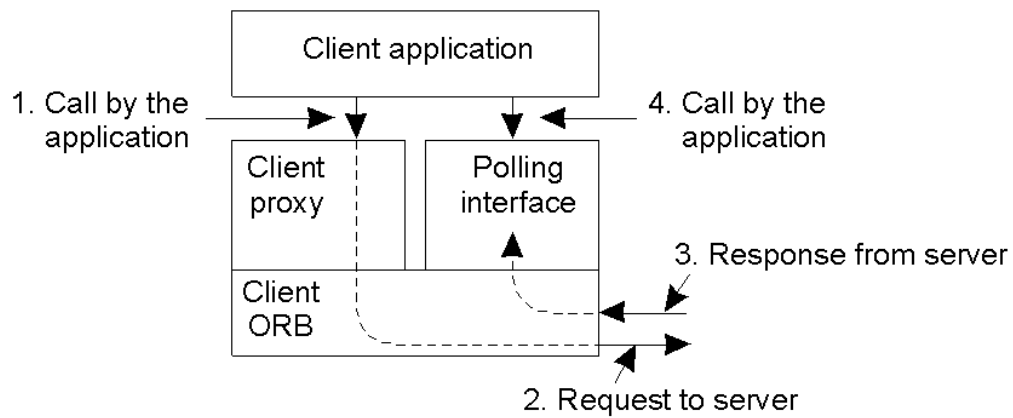 Client application
1. Call by the
application
4. Call by the
application
Client
proxy
Polling
interface
3. Response from server
Client
ORB
2. Request to server